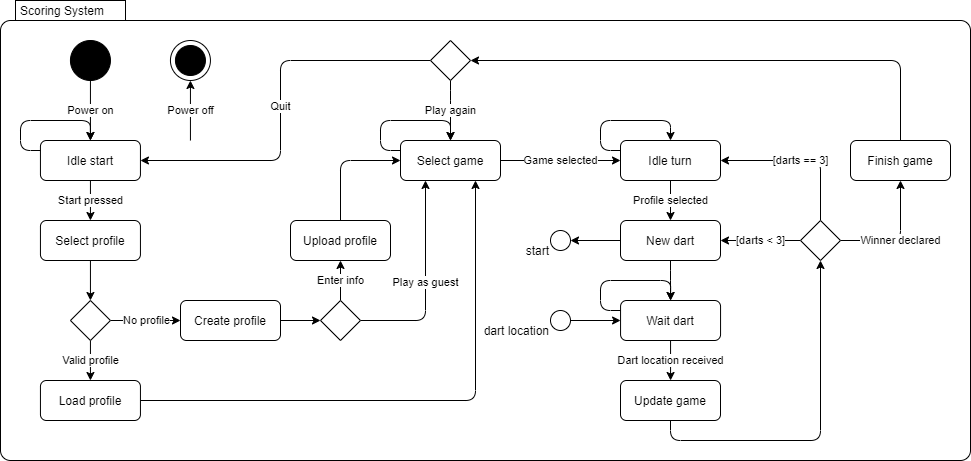 Scoring System
Power on
Power off
Quit
Play again
Idle start
Select game
Game selected
Idle turn
[darts == 3]
Finish game
Start pressed
Profile selected
Select profile
Upload profile
start
New dart
[darts < 3]
Winner declared
Enter info
Play as guest
No profile
Create profile
dart location
Wait dart
Valid profile
Dart location received
Load profile
Update game